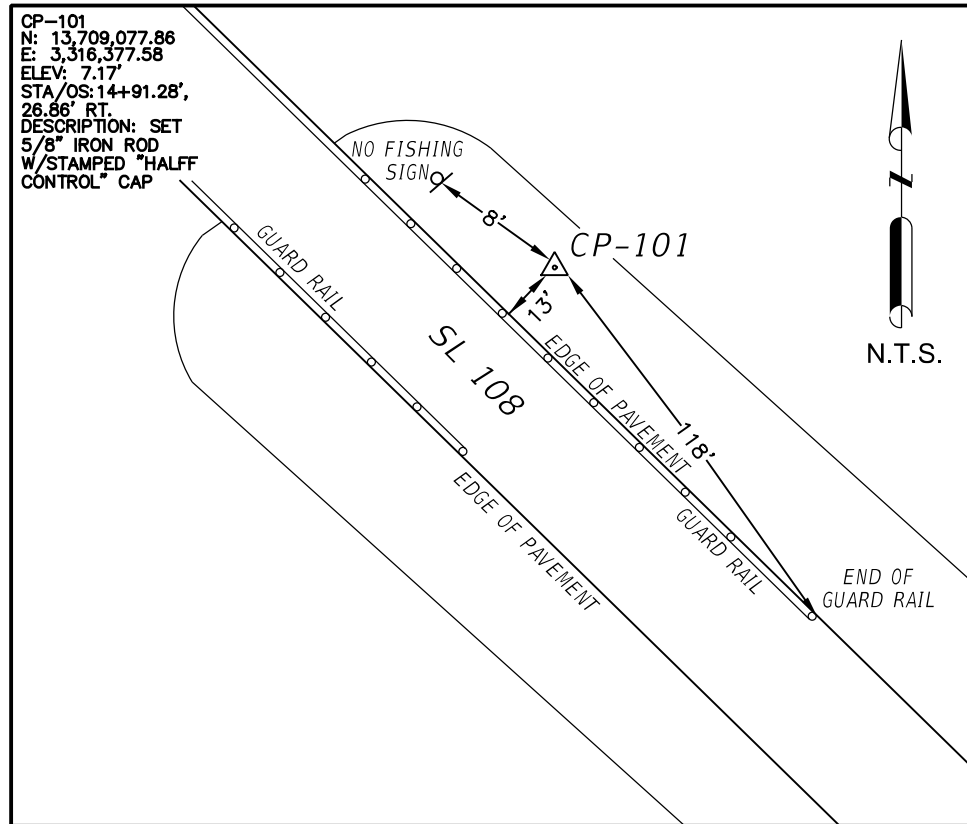 CP-101
N: 13,709,077.86
E: 3,316,377.58
ELEV: 7.17'
STA/OS:14+91.28',
26.86' RT.
DESCRIPTION: SET
5/8" IRON ROD
W/STAMPED "HALFF
CONTROL" CAP
NO FISHING
SIGN
8'
CP-101
13'
GUARD RAIL
SL 108
EDGE OF PAVEMENT
118'
GUARD RAIL
EDGE OF PAVEMENT
END OF
GUARD RAIL
N
N.T.S.